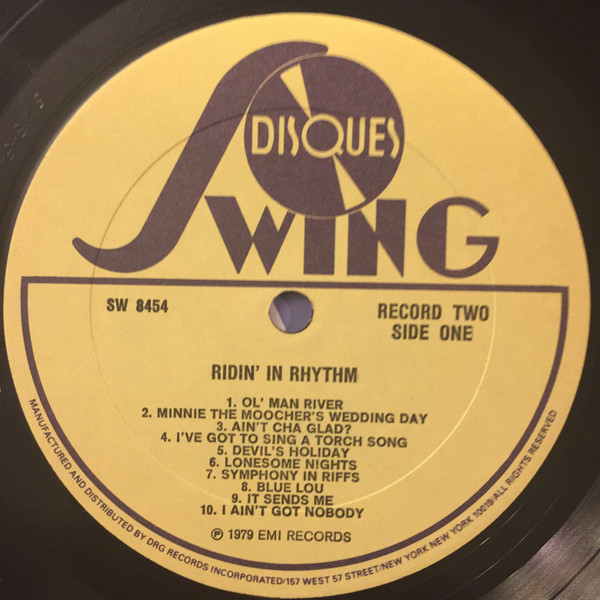 DISQUES
SWING
SW 8454
RECORD TWO
SIDE ONE
RIDIN' IN RHYTHM
1. OL' MAN RIVER
2. MINNIE THE MOOCHER'S WEDDING DAY
3. AIN'T CHA GLAD?
4. I'VE GOT TO SING A TORCH SONG
5. DEVIL'S HOLIDAY
6. LONESOME NIGHTS
7. SYMPHONY IN RIFFS
8. BLUE LOU
9. IT SENDS ME
10. I AIN'T GOT NOBODY
℗ 1979 EMI RECORDS
MANUFACTURED AND DISTRIBUTED BY DRG RECORDS INCORPORATED/157 WEST 57 STREET/NEW YORK NEW YORK 10019/ALL RIGHTS RESERVED